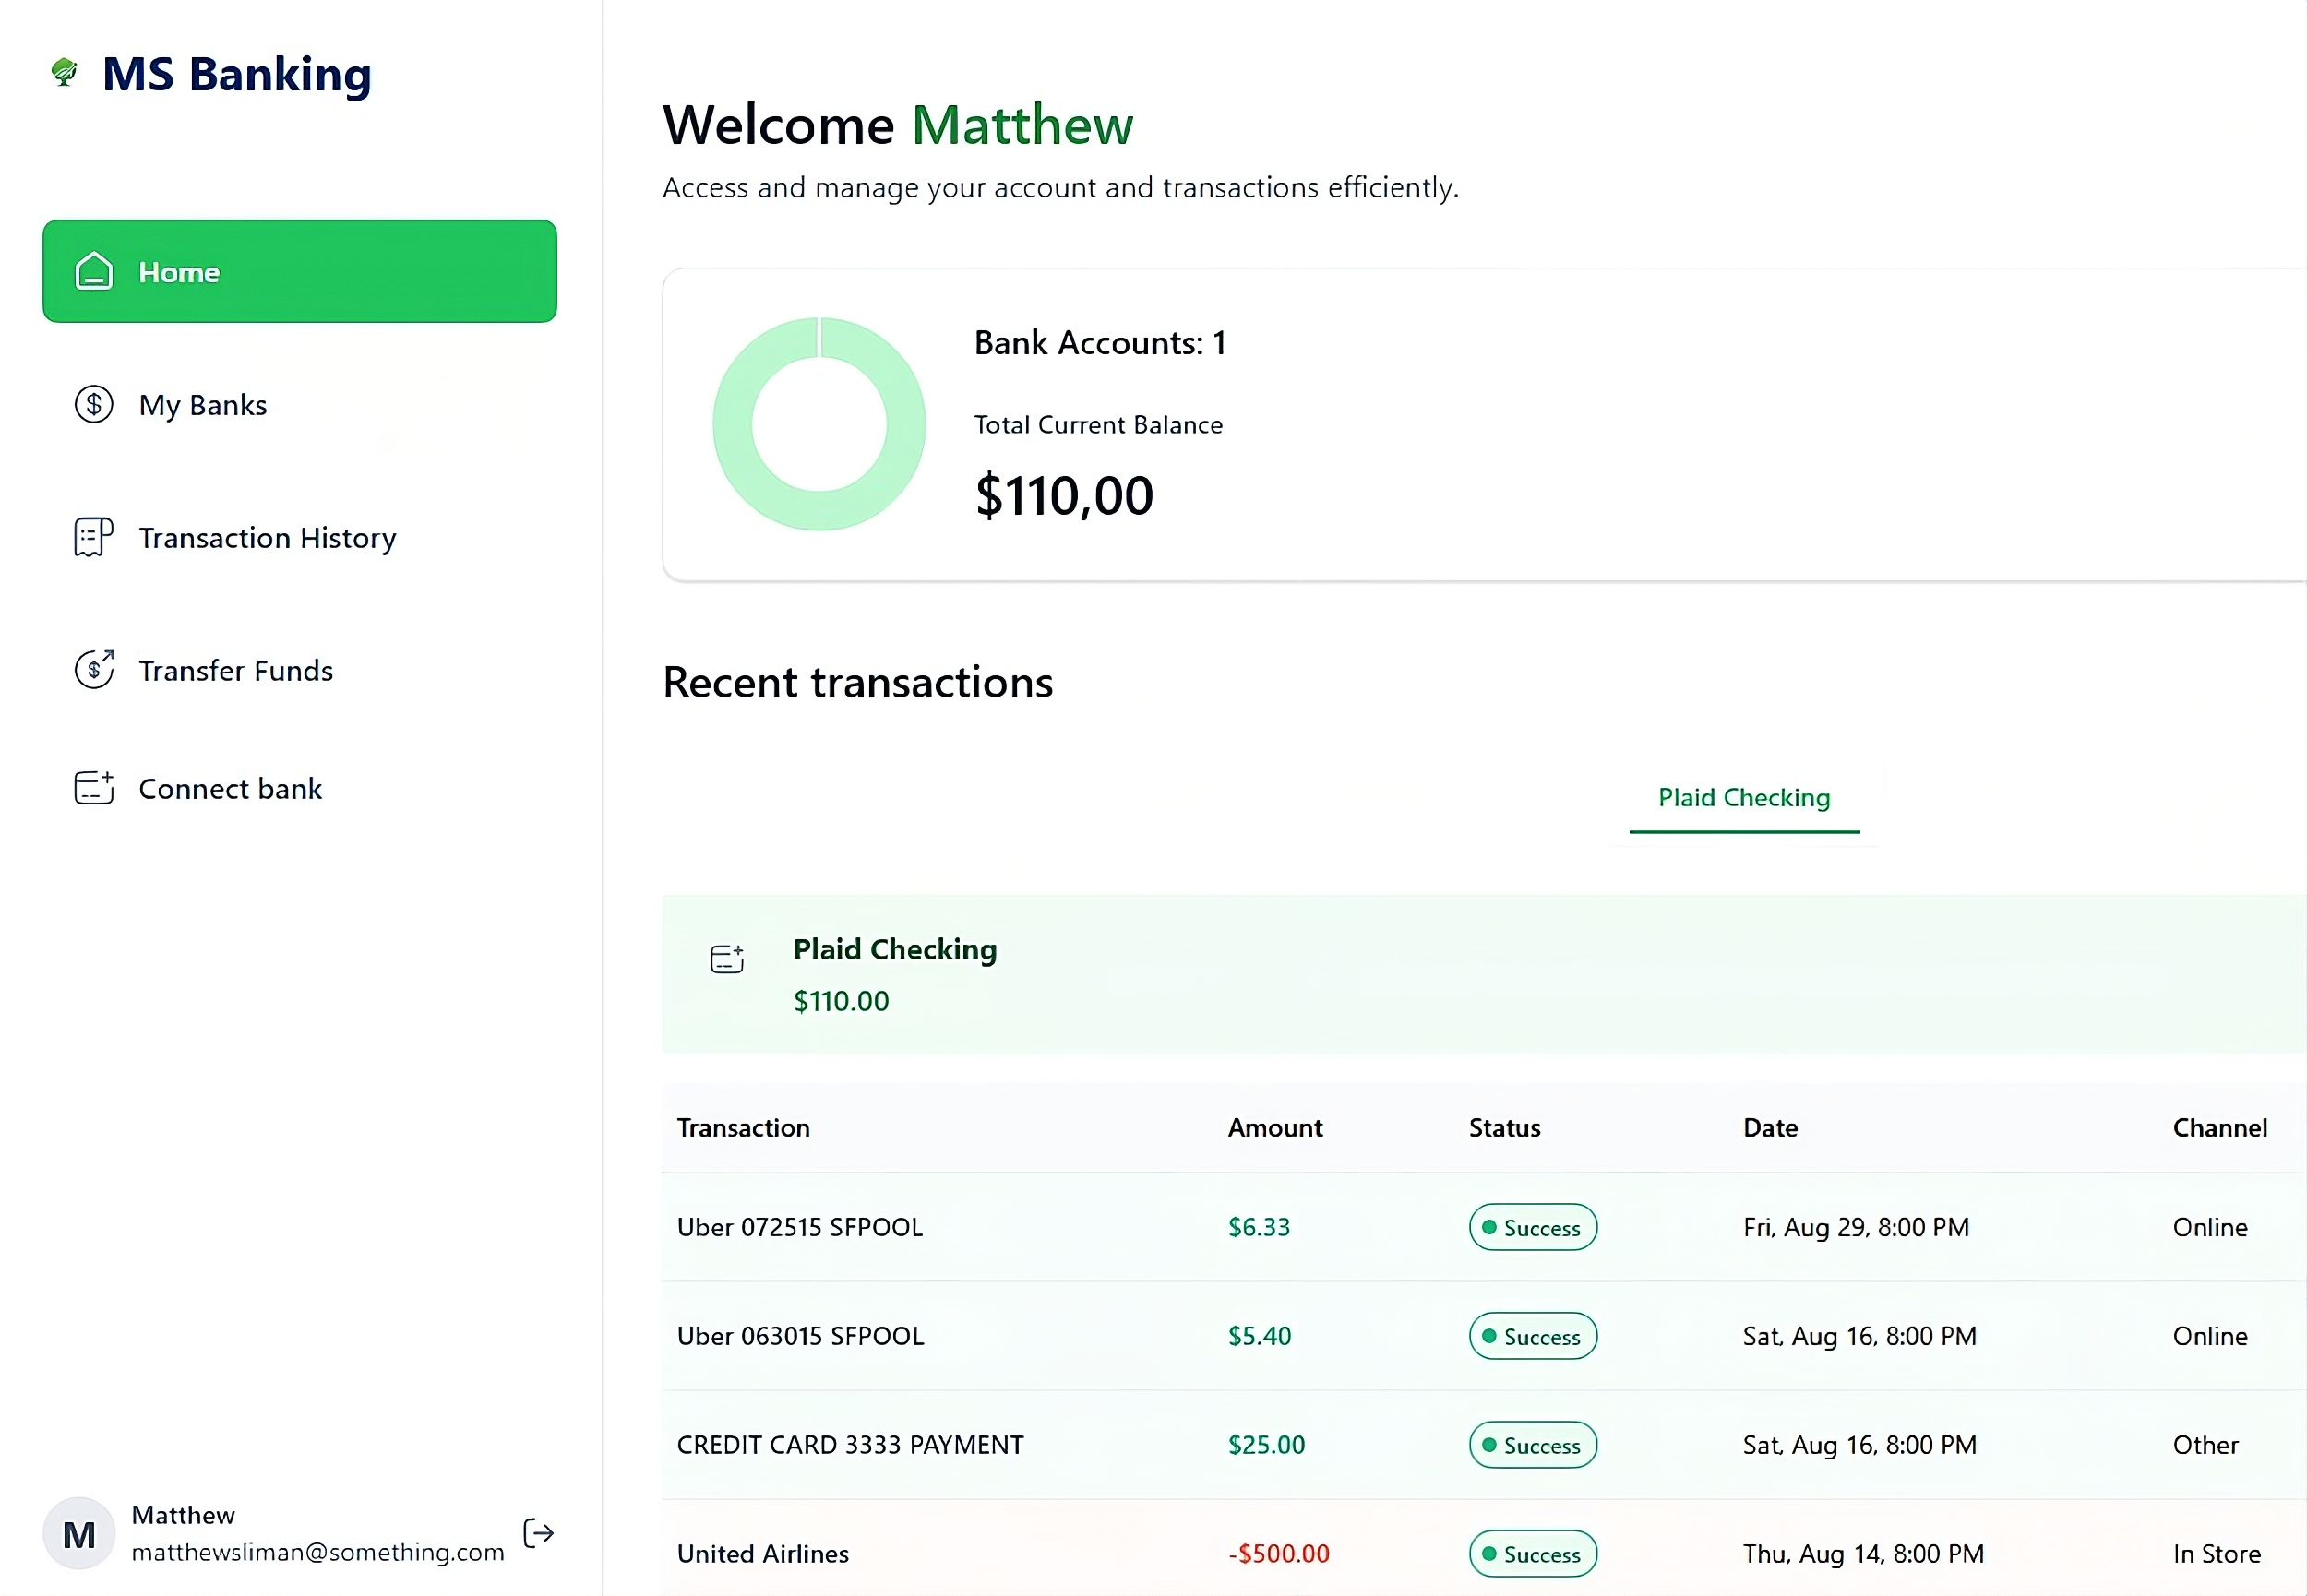 MS Banking
Home
My Banks
Transaction History
Transfer Funds
Connect bank
M
Matthew
matthewsliman@something.com
Welcome Matthew
Access and manage your account and transactions efficiently.
Bank Accounts: 1
Total Current Balance
$110,00
Recent transactions
Plaid Checking
Plaid Checking
$110.00
Transaction Amount Status Date Channel
Uber 072515 SFPOOL $6.33 Success Fri, Aug 29, 8:00 PM Online
Uber 063015 SFPOOL $5.40 Success Sat, Aug 16, 8:00 PM Online
CREDIT CARD 3333 PAYMENT $25.00 Success Sat, Aug 16, 8:00 PM Other
United Airlines -$500.00 Success Thu, Aug 14, 8:00 PM In Store